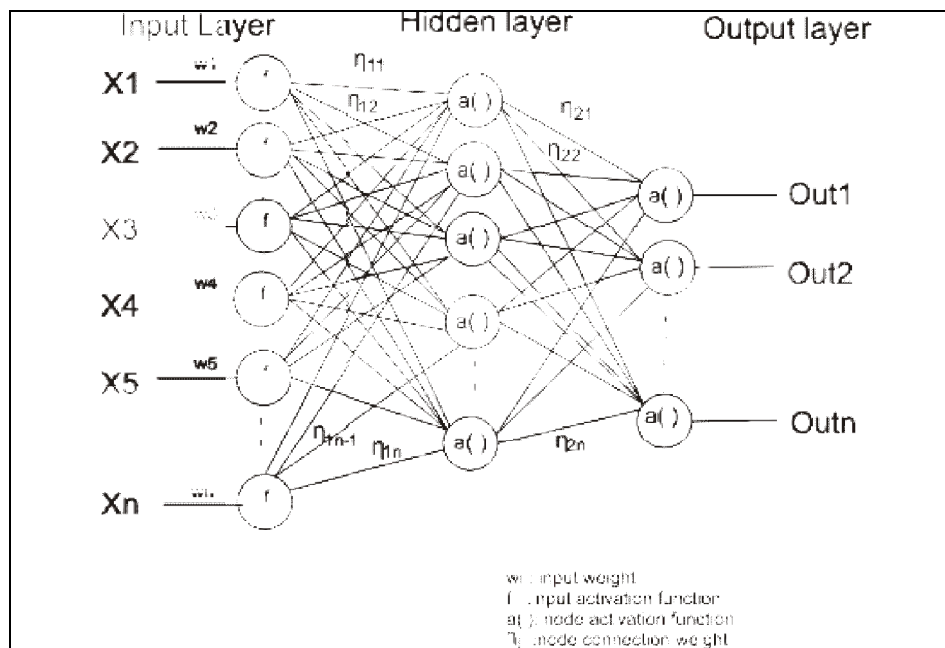 Input Layer
Hidden layer
Output layer
X1
w1
f
η11
η12
a( )
η21
X2
w2
f
η22
a( )
a( )
Out1
X3
w3
f
a( )
a( )
Out2
X4
w4
f
a( )
X5
w5
f
a( )
Outn
η1n-1
η1n
a( )
η2n
Xn
f
wi : input weight
f : input activation function
a( ): node activation function
:node connection weight